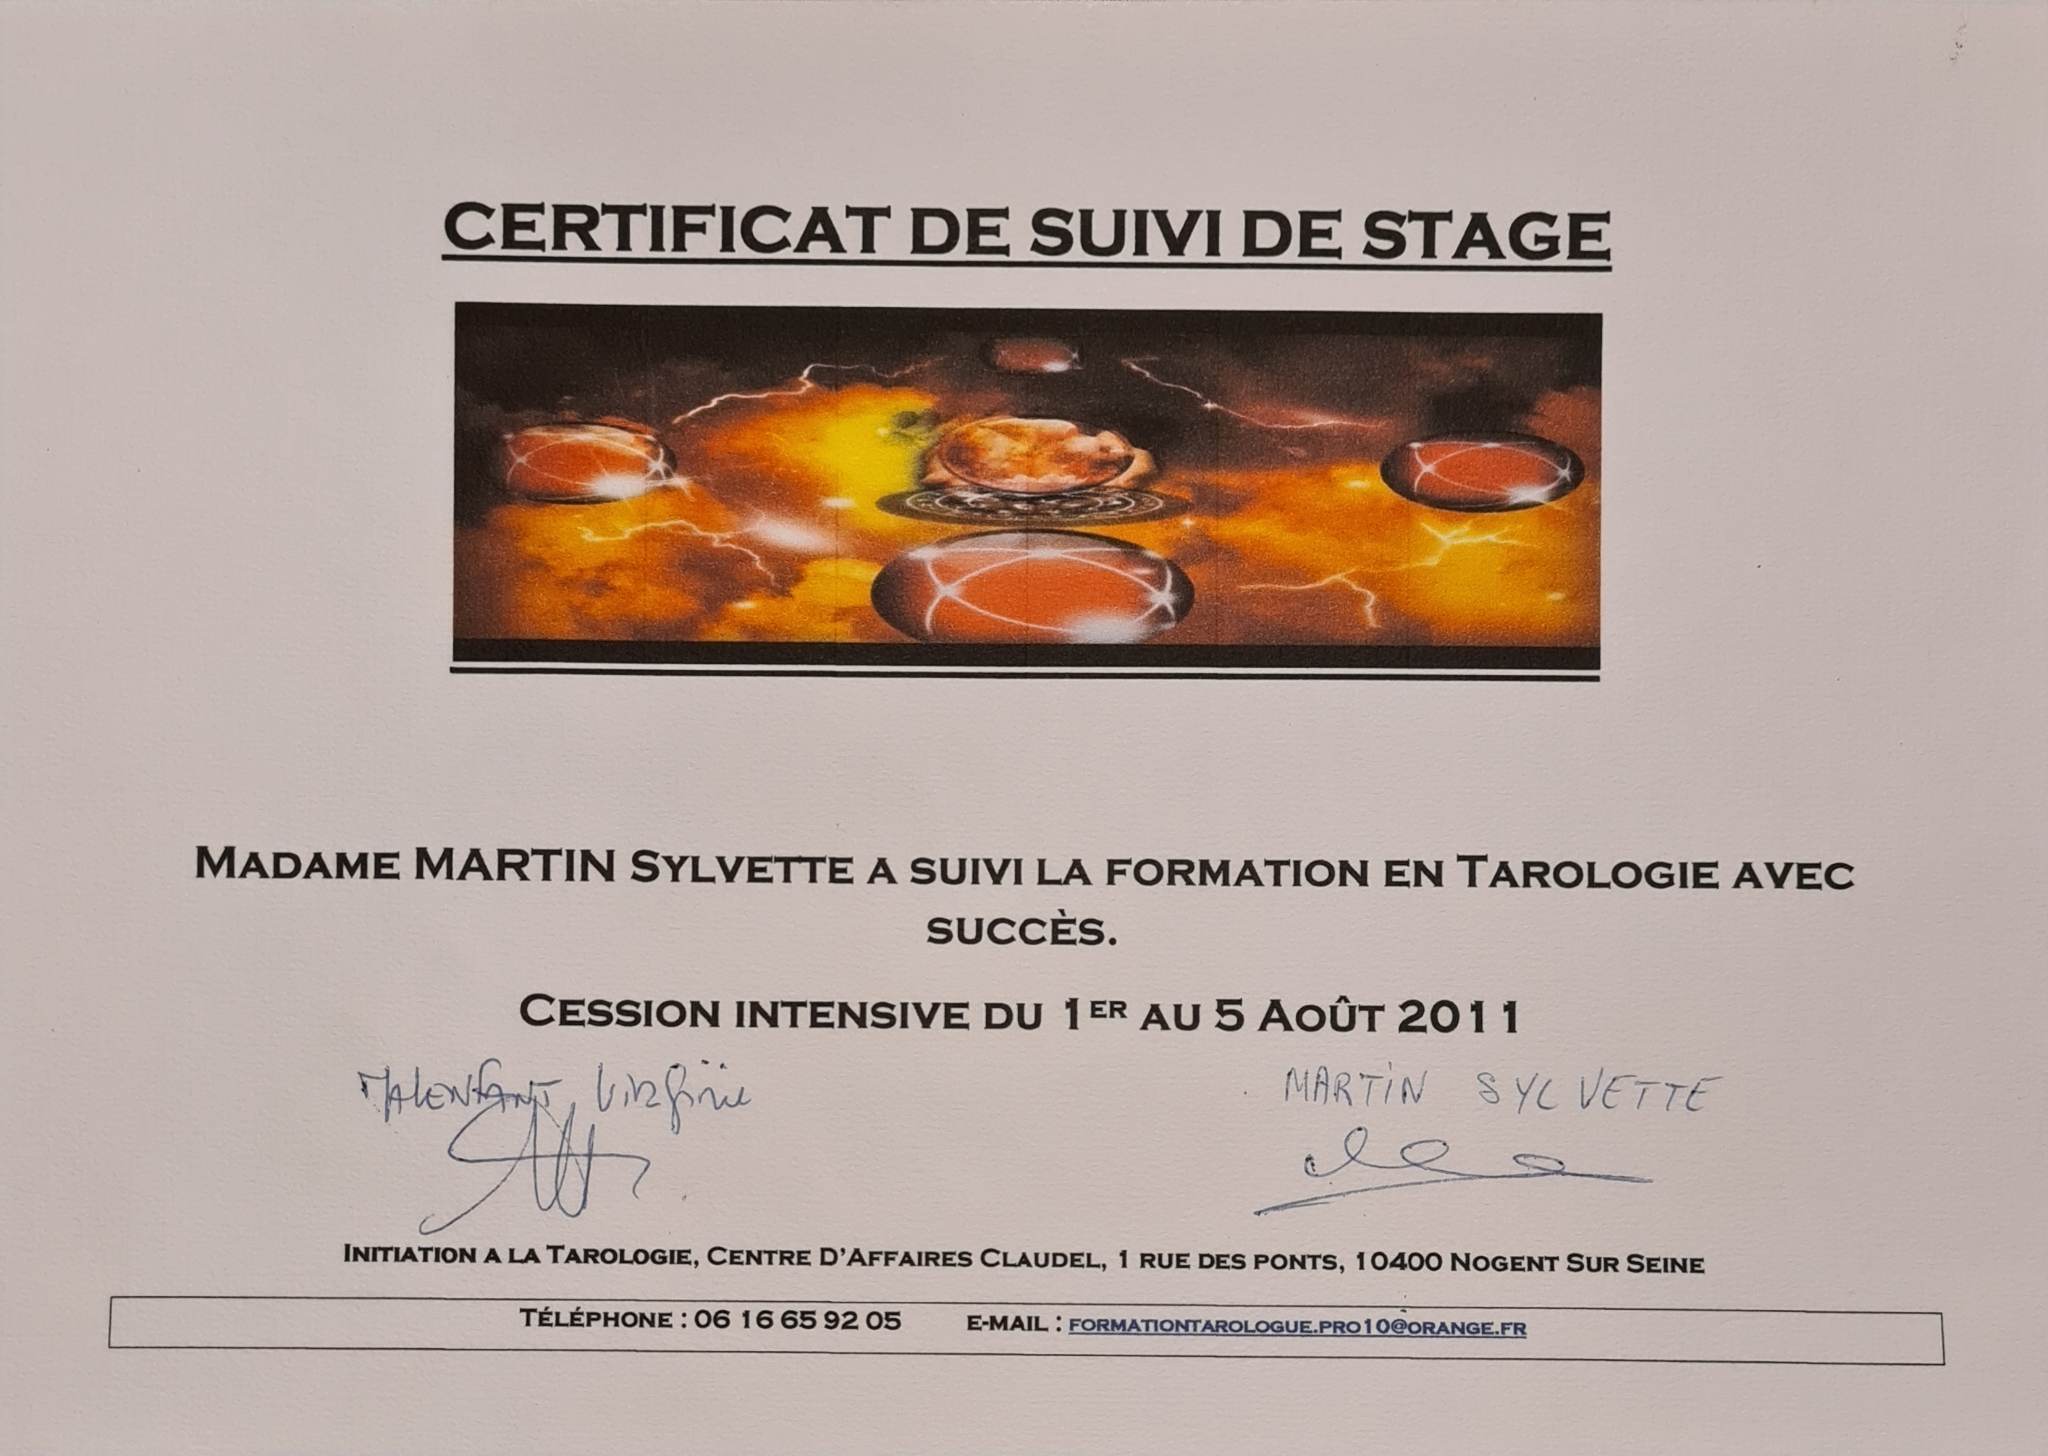 CERTIFICAT DE SUIVI DE STAGE
MADAME MARTIN SYLVETTE A SUIVI LA FORMATION EN TAROLOGIE AVEC
SUCCÈS.
CESSION INTENSIVE DU 1ER AU 5 AOÛT 2011
MALENFANT Virginie
MARTIN SYLVETTE
INITIATION A LA TAROLOGIE, CENTRE D'AFFAIRES CLAUDEL, 1 RUE DES PONTS, 10400 NOGENT SUR SEINE
TÉLÉPHONE : 06 16 65 92 05 E-MAIL : FORMATIONTAROLOGUE.PRO10@ORANGE.FR